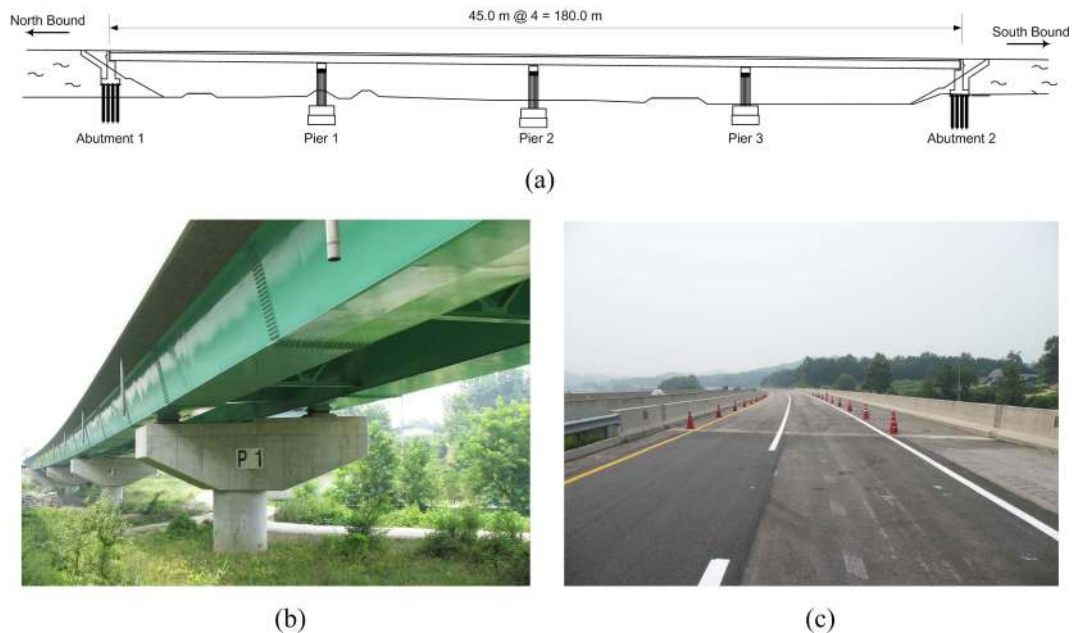 45.0 m @ 4 = 180.0 m
North Bound
South Bound
Abutment 1
Pier 1
Pier 2
Pier 3
Abutment 2
(a)
P 1
(b)
(c)